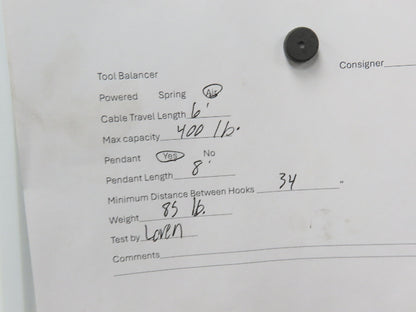 Consigner
Tool Balancer
Powered Spring Air
Cable Travel Length 6'
Max capacity 400 lb.
Pendant Yes No
Pendant Length 8'
Minimum Distance Between Hooks 34"
Weight 85 lb.
Test by Loren
Comments